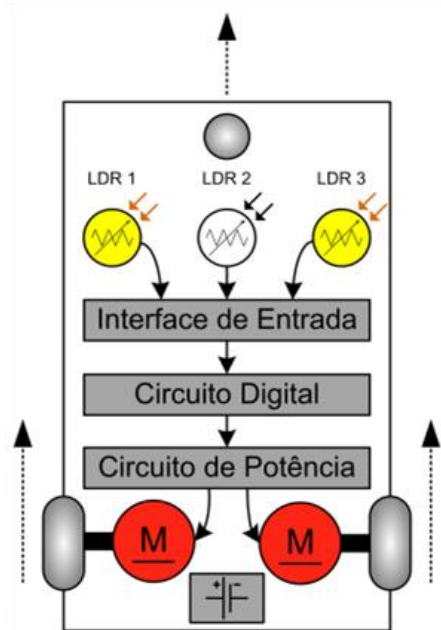 LDR 1 LDR 2 LDR 3
Interface de Entrada
Circuito Digital
Circuito de Potência
M M
+ -